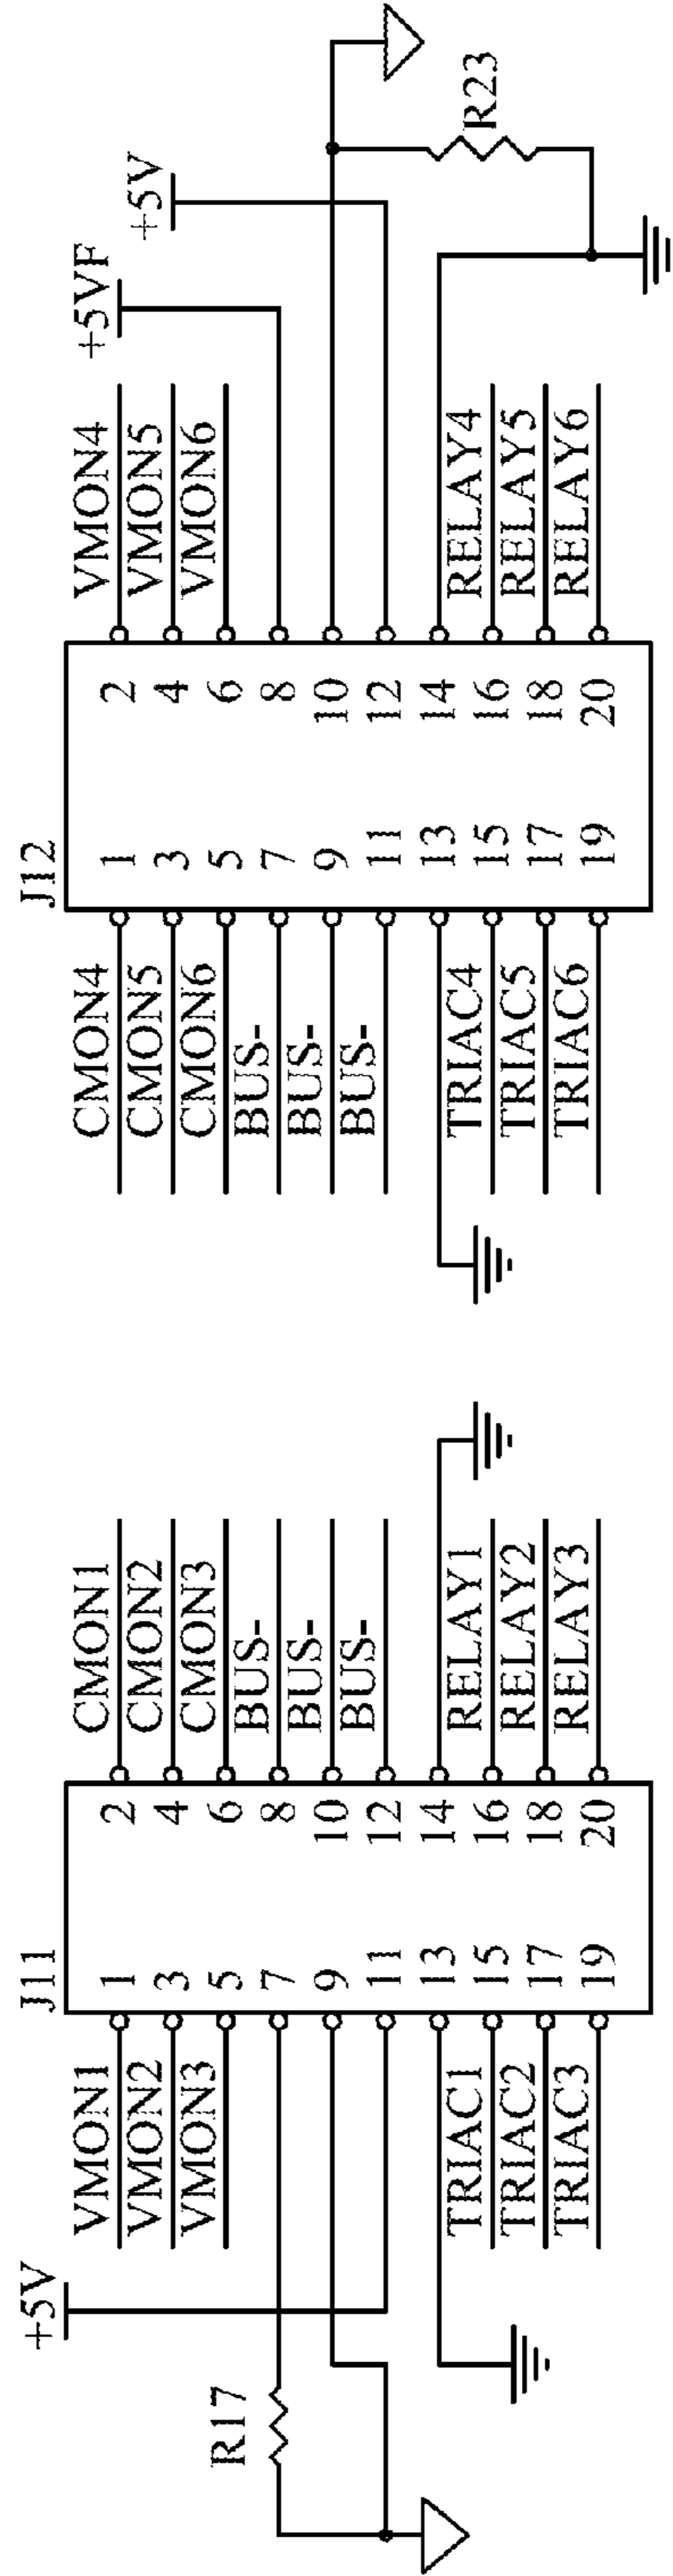 J11
+5V
R17
VMON1
VMON2
VMON3
TRIAC1
TRIAC2
TRIAC3
1 2
3 4
5 6
7 8
9 10
11 12
13 14
15 16
17 18
19 20
CMON1
CMON2
CMON3
BUS-
BUS-
BUS-
RELAY1
RELAY2
RELAY3
J12
CMON4
CMON5
CMON6
BUS-
BUS-
BUS-
TRIAC4
TRIAC5
TRIAC6
1 2
3 4
5 6
7 8
9 10
11 12
13 14
15 16
17 18
19 20
VMON4
VMON5
VMON6
RELAY4
RELAY5
RELAY6
+5VF
+5V
R23